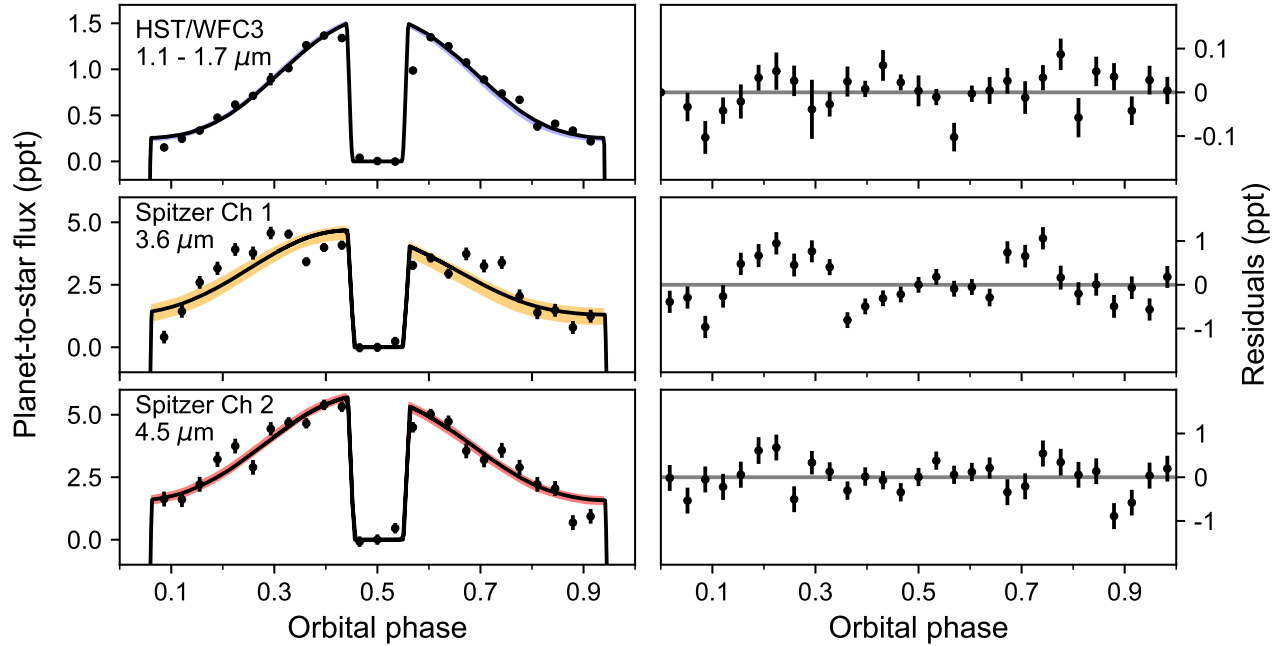 Planet-to-star flux (ppt)
HST/WFC3
1.1 - 1.7 μm
1.5
1.0
0.5
0.0
0.1
0
-0.1
Spitzer Ch 1
3.6 μm
5.0
2.5
0.0
1
0
-1
Spitzer Ch 2
4.5 μm
5.0
2.5
0.0
1
0
-1
Residuals (ppt)
0.1 0.3 0.5 0.7 0.9
Orbital phase
0.1 0.3 0.5 0.7 0.9
Orbital phase